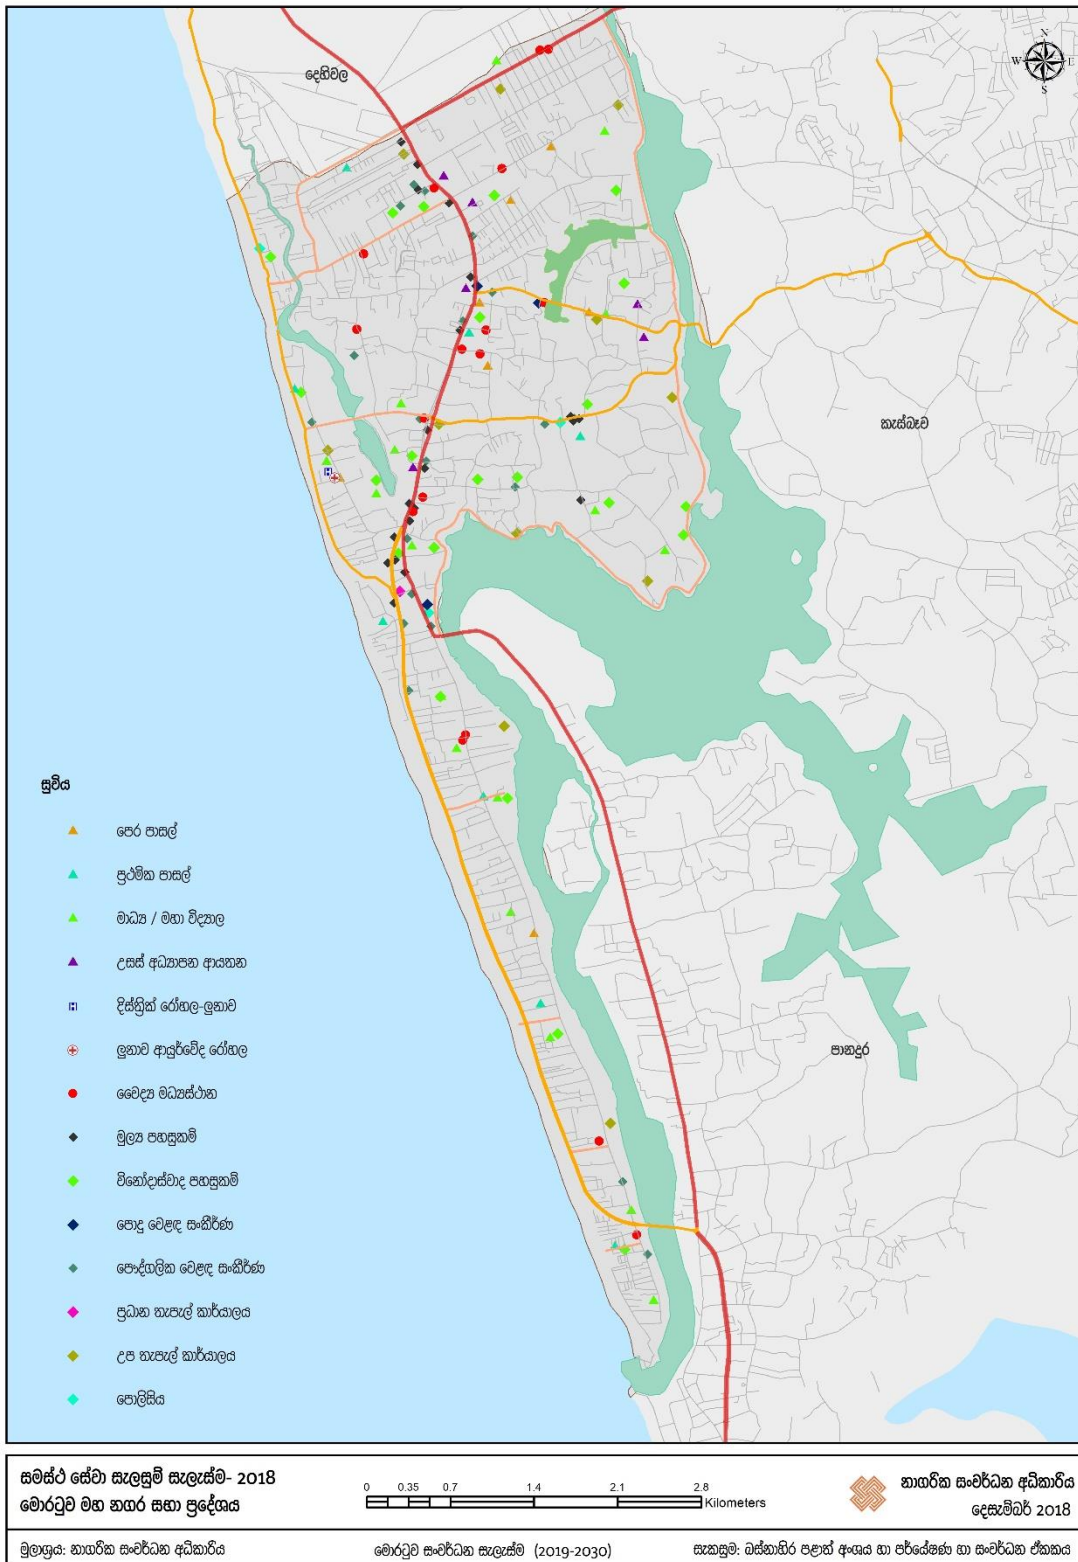 දෙහිවල
N
W E
S
කැස්බෑව
සුචිය
පෙර පාසල්
ප්‍රථමික පාසල්
මාධ්‍ය / මහා විද්‍යාල
උසස් අධ්‍යාපන ආයතන
දිස්ත්‍රික් රෝහල-ලුනාව
ලුනාව ආයුර්වේද රෝහල
පානදුර
වෛද්‍ය මධ්‍යස්ථාන
මුල්‍ය පහසුකම්
විනෝදාස්වාද පහසුකම්
පොදු වෙළඳ සංකීර්ණ
පෞද්ගලික වෙළඳ සංකීර්ණ
ප්‍රධාන තැපැල් කාර්යාලය
උප තැපැල් කාර්යාලය
පොලිසිය
සමස්ථ සේවා සැලසුම් සැලැස්ම- 2018
මොරටුව මහ නගර සභා ප්‍රදේශය
0 0.35 0.7 1.4 2.1 2.8
Kilometers
නාගරික සංවර්ධන අධිකාරිය
දෙසැම්බර් 2018
මුලාශ්‍රය: නාගරික සංවර්ධන අධිකාරිය
මොරටුව සංවර්ධන සැලැස්ම (2019-2030)
සැකසුම: බස්නාහිර පළාත් අංශය හා පර්යේෂණ හා සංවර්ධන ඒකකය